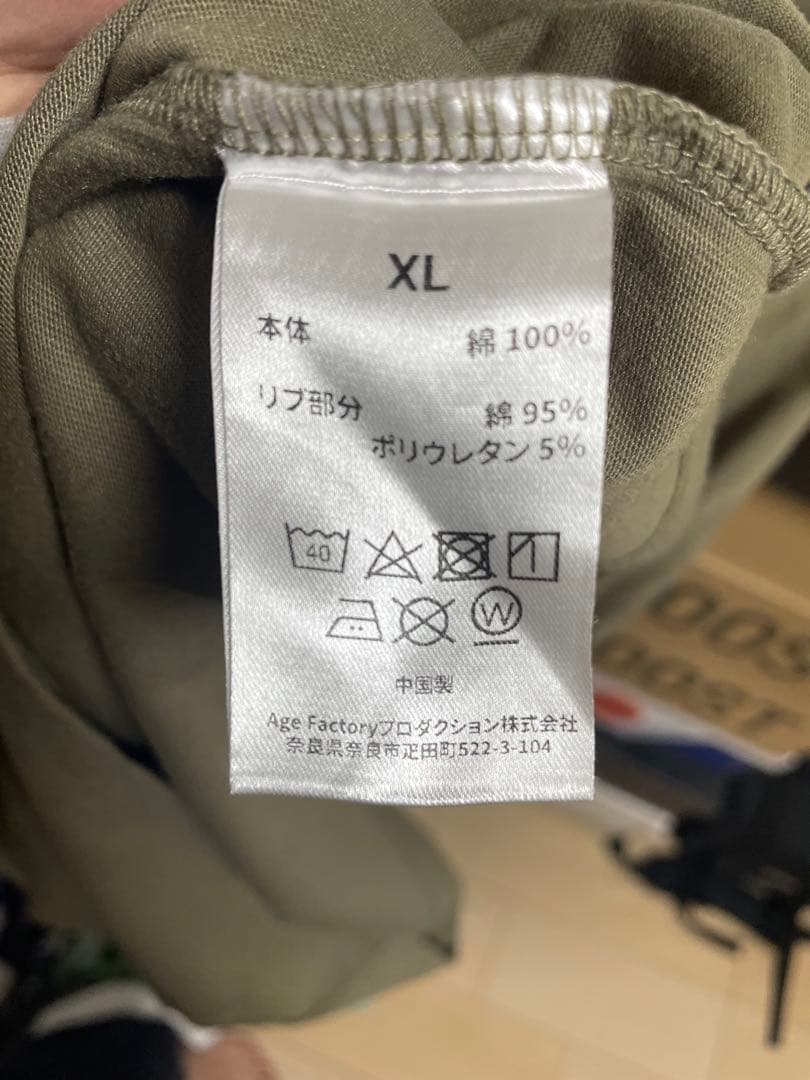 XL
本体 綿 100%
リブ部分 綿 95%
ポリウレタン 5%
40
W
中国製
Age Factoryプロダクション株式会社
奈良県奈良市疋田町522-3-104